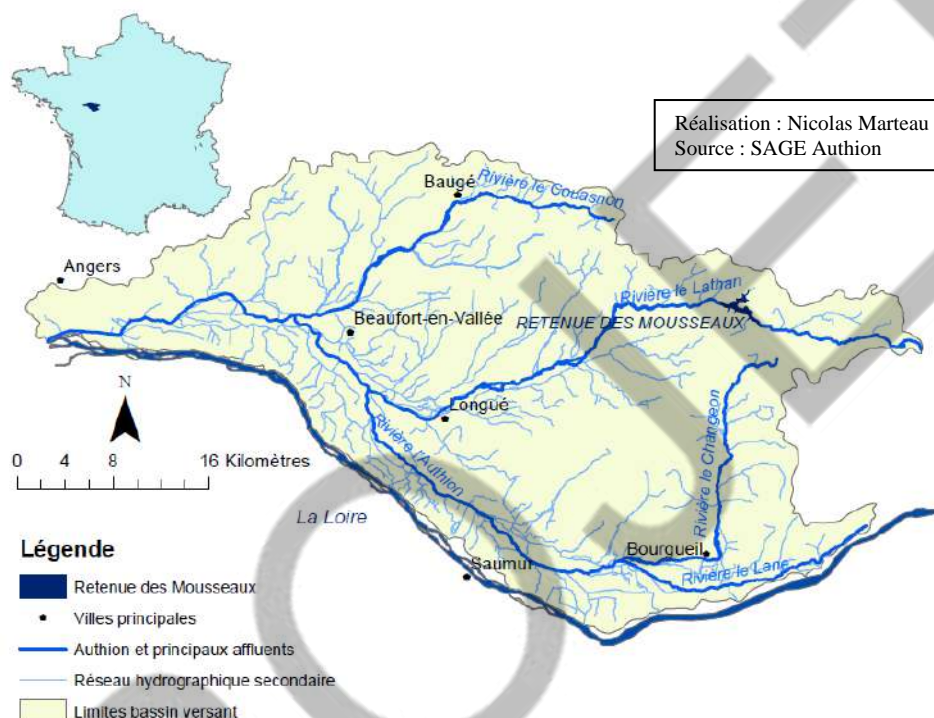 Réalisation : Nicolas Marteau
Source : SAGE Authion
Baugé
Rivière le Couasnon
Angers
Rivière le Lathan
Beaufort-en-Vallée
RETENUE DES MOUSSEAUX
N
Longué
Rivière l'Authion
Rivière le Changeon
0 4 8 16 Kilomètres
La Loire
Bourgueil
Saumur
Rivière le Lane
Légende
Retenue des Mousseaux
Villes principales
Authion et principaux affluents
Réseau hydrographique secondaire
Limites bassin versant